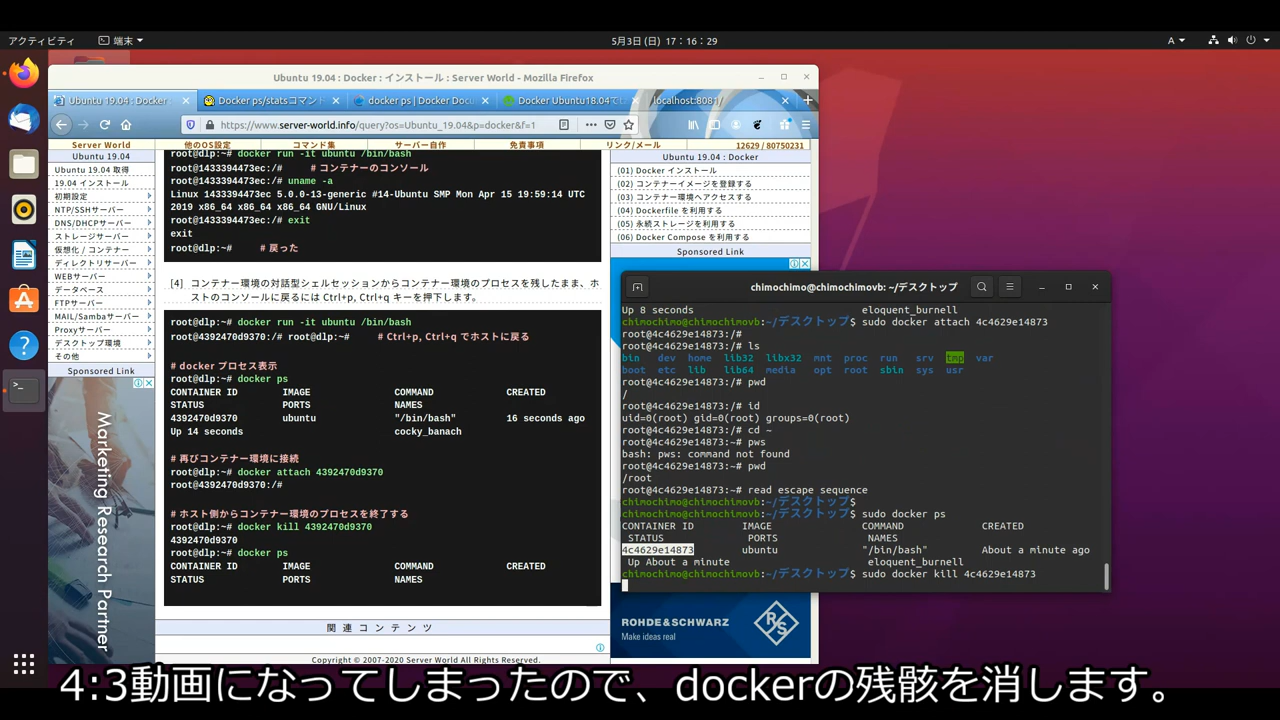 アクティビティ
端末
5月3日 (日) 17：16：29
A
Ubuntu 19.04 : Docker : インストール : Server World - Mozilla Firefox
Ubuntu 19.04 : Docker
Docker ps/statsコマンド
docker ps | Docker Docu
Docker Ubuntu18.04でt
localhost:8081/
https://www.server-world.info/query?os=Ubuntu_19.04&p=docker&f=1
Server World
他のOS設定
コマンド集
サーバー自作
免責事項
リンク/メール
12629 / 80750231
Ubuntu 19.04
Ubuntu 19.04 取得
19.04 インストール
初期設定
NTP/SSHサーバー
DNS/DHCPサーバー
ストレージサーバー
仮想化 / コンテナー
ディレクトリサーバー
WEBサーバー
データベース
FTPサーバー
MAIL/Sambaサーバー
Proxyサーバー
デスクトップ環境
その他
Sponsored Link
Marketing Research Partner
root@dlp:~# docker run -it ubuntu /bin/bash
root@1433394473ec:/# # コンテナーのコンソール
root@1433394473ec:/# uname -a
Linux 1433394473ec 5.0.0-13-generic #14-Ubuntu SMP Mon Apr 15 19:59:14 UTC
2019 x86_64 x86_64 x86_64 GNU/Linux
root@1433394473ec:/# exit
exit
root@dlp:~# # 戻った
[4] コンテナー環境の対話型シェルセッションからコンテナー環境のプロセスを残したまま、ホ
ストのコンソールに戻るには Ctrl+p, Ctrl+q キーを押下します。
root@dlp:~# docker run -it ubuntu /bin/bash
root@4392470d9370:/# root@dlp:~# # Ctrl+p, Ctrl+q でホストに戻る
# docker プロセス表示
root@dlp:~# docker ps
CONTAINER ID IMAGE COMMAND CREATED
STATUS PORTS NAMES
4392470d9370 ubuntu "/bin/bash" 16 seconds ago
Up 14 seconds cocky_banach
# 再びコンテナー環境に接続
root@dlp:~# docker attach 4392470d9370
root@4392470d9370:/#
# ホスト側からコンテナー環境のプロセスを終了する
root@dlp:~# docker kill 4392470d9370
4392470d9370
root@dlp:~# docker ps
CONTAINER ID IMAGE COMMAND CREATED
STATUS PORTS NAMES
関 連 コ ン テ ン ツ
Copyright © 2007-2020 Server World All Rights Reserved.
Ubuntu 19.04 : Docker
(01) Docker インストール
(02) コンテナーイメージを登録する
(03) コンテナー環境へアクセスする
(04) Dockerfile を利用する
(05) 永続ストレージを利用する
(06) Docker Compose を利用する
Sponsored Link
ROHDE&SCHWARZ
Make ideas real
chimochimo@chimochimovb: ~/デスクトップ
Up 8 seconds eloquent_burnell
chimochimo@chimochimovb:~/デスクトップ$ sudo docker attach 4c4629e14873
root@4c4629e14873:/#
root@4c4629e14873:/# ls
bin dev home lib32 libx32 mnt proc run srv tmp var
boot etc lib lib64 media opt root sbin sys usr
root@4c4629e14873:/# pwd
/
root@4c4629e14873:/# id
uid=0(root) gid=0(root) groups=0(root)
root@4c4629e14873:/# cd ~
root@4c4629e14873:~# pws
bash: pws: command not found
root@4c4629e14873:~# pwd
/root
root@4c4629e14873:~# read escape sequence
chimochimo@chimochimovb:~/デスクトップ$
chimochimo@chimochimovb:~/デスクトップ$ sudo docker ps
CONTAINER ID IMAGE COMMAND CREATED
STATUS PORTS NAMES
4c4629e14873 ubuntu "/bin/bash" About a minute ago
Up About a minute eloquent_burnell
chimochimo@chimochimovb:~/デスクトップ$ sudo docker kill 4c4629e14873
4:3動画になってしまったので、dockerの残骸を消します。